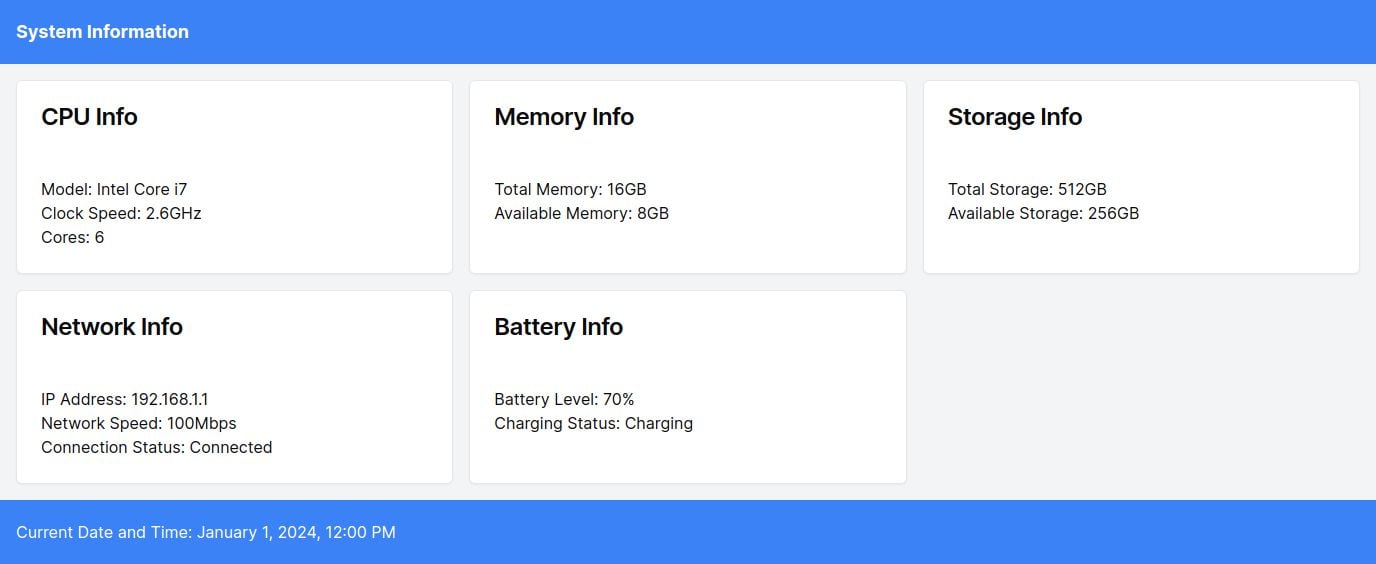 System Information
CPU Info
Model: Intel Core i7
Clock Speed: 2.6GHz
Cores: 6
Memory Info
Total Memory: 16GB
Available Memory: 8GB
Storage Info
Total Storage: 512GB
Available Storage: 256GB
Network Info
IP Address: 192.168.1.1
Network Speed: 100Mbps
Connection Status: Connected
Battery Info
Battery Level: 70%
Charging Status: Charging
Current Date and Time: January 1, 2024, 12:00 PM